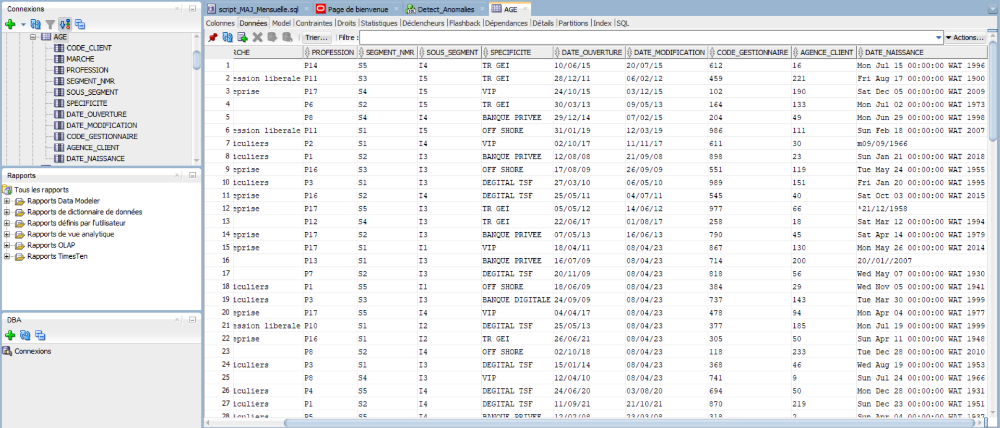 Connexions
AGE
CODE_CLIENT
MARCHE
PROFESSION
SEGMENT_NMR
SOUS_SEGMENT
SPECIFICITE
DATE_OUVERTURE
DATE_MODIFICATION
CODE_GESTIONNAIRE
AGENCE_CLIENT
DATE_NAISSANCE
Rapports
Tous les rapports
Rapports Data Modeler
Rapports de dictionnaire de données
Rapports définis par l'utilisateur
Rapports de vue analytique
Rapports OLAP
Rapports TimesTen
DBA
Connexions
script_MAJ_Mensuelle.sql Page de bienvenue Detect_Anomalies AGE
Colonnes Données Model Contraintes Droits Statistiques Déclencheurs Flashback Dépendances Détails Partitions Index SQL
Trier... Filtre : Actions...
RCHE PROFESSION SEGMENT_NMR SOUS_SEGMENT SPECIFICITE DATE_OUVERTURE DATE_MODIFICATION CODE_GESTIONNAIRE AGENCE_CLIENT DATE_NAISSANCE
1 P14 S5 I4 TR GEI 10/06/15 20/07/15 612 16 Mon Jul 15 00:00:00 WAT 1996
2 ession liberale P11 S3 I5 TR GEI 28/12/11 06/02/12 459 221 Fri Aug 17 00:00:00 WAT 1900
3 eprise P17 S4 I5 VIP 24/10/15 03/12/15 102 190 Sat Dec 05 00:00:00 WAT 2009
4 P6 S2 I5 TR GEI 30/03/13 09/05/13 164 133 Mon Jul 02 00:00:00 WAT 1973
5 P8 S4 I4 BANQUE PRIVEE 29/12/14 07/02/15 204 49 Mon Jun 29 00:00:00 WAT 1998
6 ession liberale P11 S1 I5 OFF SHORE 31/01/19 12/03/19 986 111 Sun Feb 18 00:00:00 WAT 2007
7 iculiers P2 S1 I4 VIP 02/10/17 11/11/17 611 30 m09/09/1966
8 iculiers P1 S2 I3 BANQUE PRIVEE 12/08/08 21/09/08 898 23 Sun Jan 21 00:00:00 WAT 2018
9 eprise P16 S3 I3 OFF SHORE 17/08/09 26/09/09 551 119 Tue May 24 00:00:00 WAT 1955
10 iculiers P3 S1 I3 DEGITAL TSF 27/03/10 06/05/10 989 151 Fri Jan 20 00:00:00 WAT 1995
11 eprise P16 S2 I4 DEGITAL TSF 25/05/11 04/07/11 545 40 Sat Oct 03 00:00:00 WAT 2015
12 eprise P17 S5 I3 TR GEI 05/05/12 14/06/12 977 66 *21/12/1958
13 P12 S4 I3 TR GEI 22/06/17 01/08/17 258 18 Sat Mar 12 00:00:00 WAT 1994
14 eprise P17 S2 I3 BANQUE PRIVEE 07/05/13 16/06/13 790 45 Sat Apr 14 00:00:00 WAT 1979
15 eprise P17 S1 I1 VIP 18/04/11 08/04/23 867 130 Mon May 26 00:00:00 WAT 2014
16 P13 S1 I3 BANQUE PRIVEE 16/07/09 08/04/23 714 200 20//01//2007
17 P7 S2 I3 DEGITAL TSF 20/11/09 08/04/23 818 56 Wed May 07 00:00:00 WAT 1930
18 iculiers P1 S5 I1 OFF SHORE 18/06/09 08/04/23 384 29 Wed Nov 05 00:00:00 WAT 1941
19 iculiers P3 S3 I3 BANQUE DIGITALE 24/09/09 08/04/23 737 143 Tue Mar 30 00:00:00 WAT 1999
20 eprise P17 S5 I4 VIP 04/04/17 08/04/23 478 94 Mon Apr 04 00:00:00 WAT 1977
21 ession liberale P10 S1 I2 DEGITAL TSF 25/05/13 08/04/23 377 185 Mon Jul 19 00:00:00 WAT 1999
22 eprise P16 S1 I2 TR GEI 26/06/21 08/04/23 305 50 Sun Apr 11 00:00:00 WAT 1948
23 P8 S2 I4 OFF SHORE 02/10/18 08/04/23 118 233 Tue Dec 28 00:00:00 WAT 2010
24 iculiers P3 S1 I3 DEGITAL TSF 15/01/14 08/04/23 368 46 Wed Aug 19 00:00:00 WAT 1953
25 P8 S4 I3 VIP 12/04/10 08/04/23 741 9 Sun Jul 24 00:00:00 WAT 1966
26 iculiers P4 S5 I4 DEGITAL TSF 24/06/20 03/08/20 694 50 Mon Dec 28 00:00:00 WAT 1931
27 iculiers P1 S2 I4 DEGITAL TSF 11/09/21 21/10/21 870 219 Sun Dec 23 00:00:00 WAT 1951
28 iculiers P5 S5 I4 BANQUE PRIVEE 12/02/08 23/03/08 318 2 Sun Apr 04 00:00:00 WAT 1937